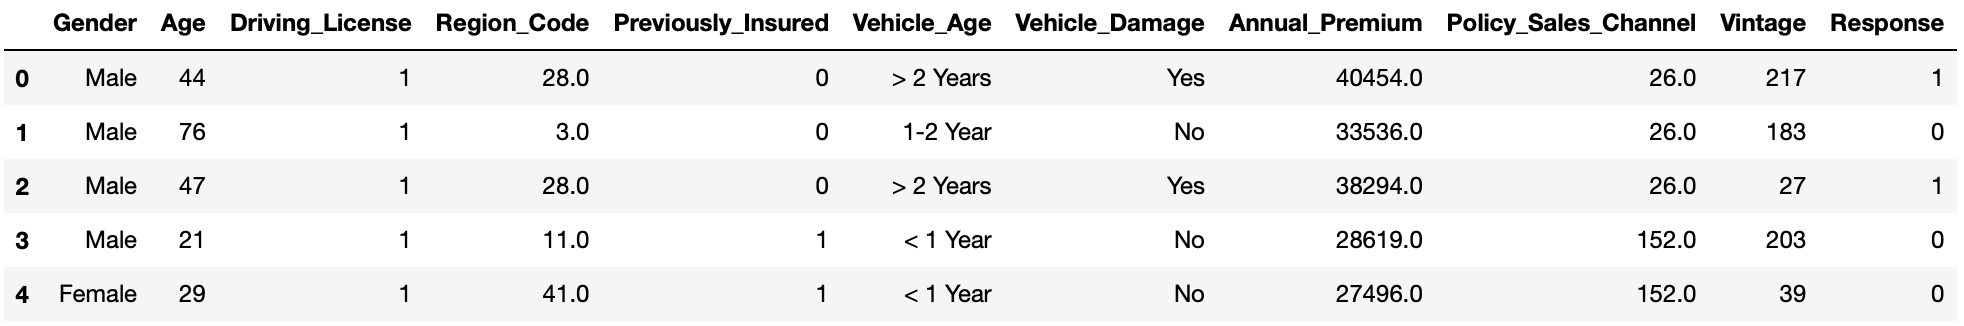 Gender Age Driving_License Region_Code Previously_Insured Vehicle_Age Vehicle_Damage Annual_Premium Policy_Sales_Channel Vintage Response
0 Male 44 1 28.0 0 > 2 Years Yes 40454.0 26.0 217 1
1 Male 76 1 3.0 0 1-2 Year No 33536.0 26.0 183 0
2 Male 47 1 28.0 0 > 2 Years Yes 38294.0 26.0 27 1
3 Male 21 1 11.0 1 < 1 Year No 28619.0 152.0 203 0
4 Female 29 1 41.0 1 < 1 Year No 27496.0 152.0 39 0